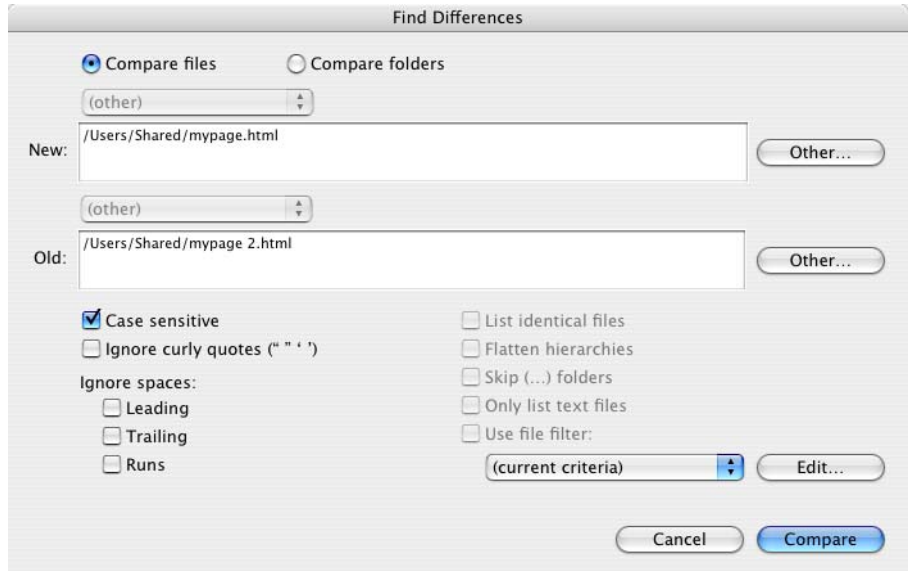 Find Differences
Compare files
Compare folders
(other)
New:
/Users/Shared/mypage.html
Other...
(other)
Old:
/Users/Shared/mypage 2.html
Other...
Case sensitive
List identical files
Ignore curly quotes (“ ” ‘ ’)
Flatten hierarchies
Ignore spaces:
Skip (...) folders
Leading
Only list text files
Trailing
Use file filter:
Runs
(current criteria)
Edit...
Cancel
Compare